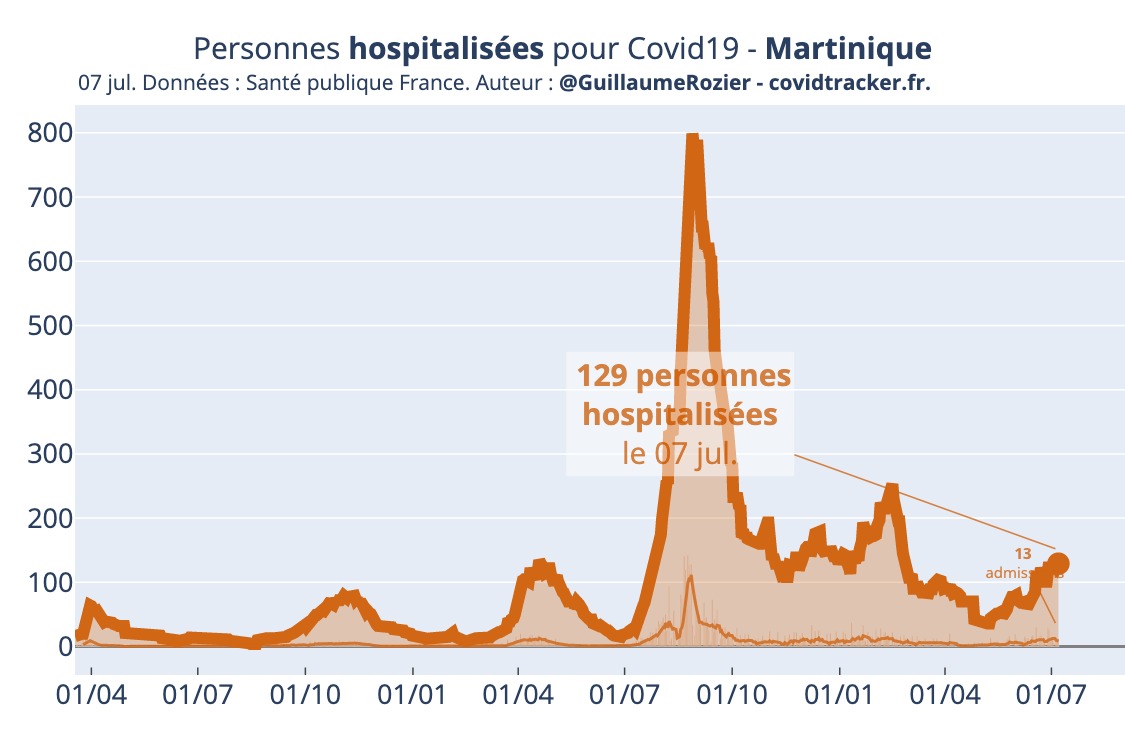 Personnes hospitalisées pour Covid19 - Martinique
07 jul. Données : Santé publique France. Auteur : @GuillaumeRozier - covidtracker.fr.
800
700
600
500
400
300
200
100
0
129 personnes
hospitalisées
le 07 jul.
13
01/04 01/07 01/10 01/01 01/04 01/07 01/10 01/01 01/04 01/07